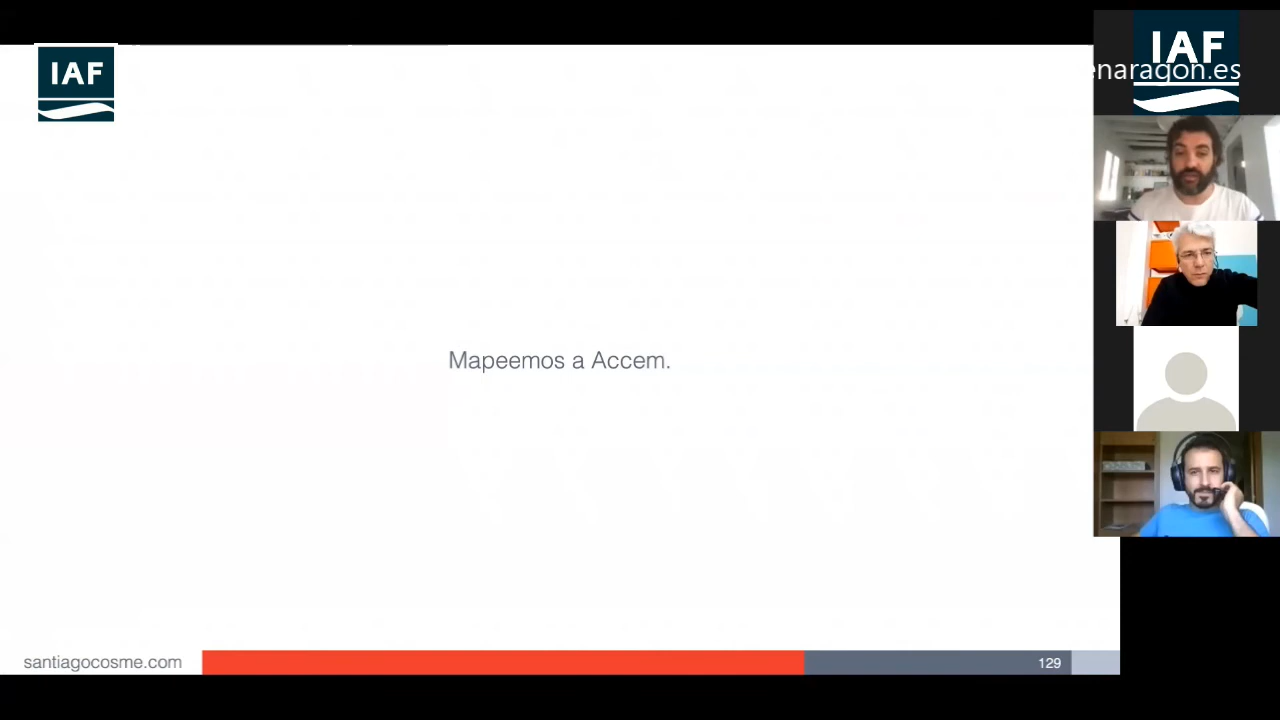 IAF
IAF
enaragon.es
Mapeemos a Accem.
santiagocosme.com
129